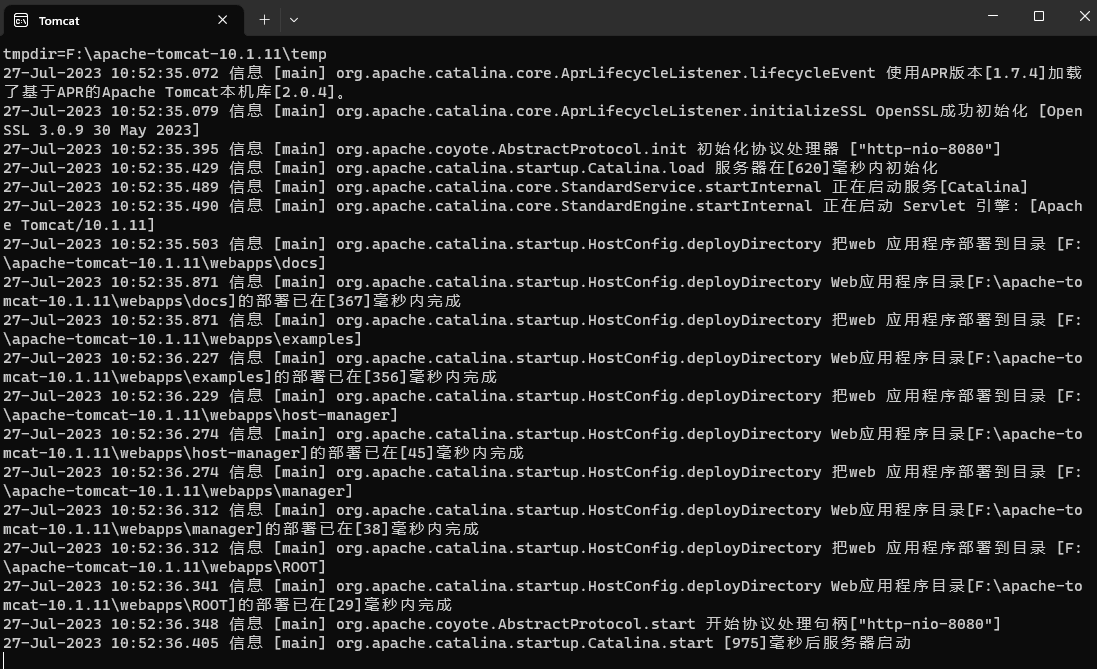 Tomcat
tmpdir=F:\apache-tomcat-10.1.11\temp
27-Jul-2023 10:52:35.072 信息 [main] org.apache.catalina.core.AprLifecycleListener.lifecycleEvent 使用APR版本[1.7.4]加载
了基于APR的Apache Tomcat本机库[2.0.4]。
27-Jul-2023 10:52:35.079 信息 [main] org.apache.catalina.core.AprLifecycleListener.initializeSSL OpenSSL成功初始化 [Open
SSL 3.0.9 30 May 2023]
27-Jul-2023 10:52:35.395 信息 [main] org.apache.coyote.AbstractProtocol.init 初始化协议处理器 ["http-nio-8080"]
27-Jul-2023 10:52:35.429 信息 [main] org.apache.catalina.startup.Catalina.load 服务器在[620]毫秒内初始化
27-Jul-2023 10:52:35.489 信息 [main] org.apache.catalina.core.StandardService.startInternal 正在启动服务[Catalina]
27-Jul-2023 10:52:35.490 信息 [main] org.apache.catalina.core.StandardEngine.startInternal 正在启动 Servlet 引擎：[Apach
e Tomcat/10.1.11]
27-Jul-2023 10:52:35.503 信息 [main] org.apache.catalina.startup.HostConfig.deployDirectory 把web 应用程序部署到目录 [F:
\apache-tomcat-10.1.11\webapps\docs]
27-Jul-2023 10:52:35.871 信息 [main] org.apache.catalina.startup.HostConfig.deployDirectory Web应用程序目录[F:\apache-to
mcat-10.1.11\webapps\docs]的部署已在[367]毫秒内完成
27-Jul-2023 10:52:35.871 信息 [main] org.apache.catalina.startup.HostConfig.deployDirectory 把web 应用程序部署到目录 [F:
\apache-tomcat-10.1.11\webapps\examples]
27-Jul-2023 10:52:36.227 信息 [main] org.apache.catalina.startup.HostConfig.deployDirectory Web应用程序目录[F:\apache-to
mcat-10.1.11\webapps\examples]的部署已在[356]毫秒内完成
27-Jul-2023 10:52:36.229 信息 [main] org.apache.catalina.startup.HostConfig.deployDirectory 把web 应用程序部署到目录 [F:
\apache-tomcat-10.1.11\webapps\host-manager]
27-Jul-2023 10:52:36.274 信息 [main] org.apache.catalina.startup.HostConfig.deployDirectory Web应用程序目录[F:\apache-to
mcat-10.1.11\webapps\host-manager]的部署已在[45]毫秒内完成
27-Jul-2023 10:52:36.274 信息 [main] org.apache.catalina.startup.HostConfig.deployDirectory 把web 应用程序部署到目录 [F:
\apache-tomcat-10.1.11\webapps\manager]
27-Jul-2023 10:52:36.312 信息 [main] org.apache.catalina.startup.HostConfig.deployDirectory Web应用程序目录[F:\apache-to
mcat-10.1.11\webapps\manager]的部署已在[38]毫秒内完成
27-Jul-2023 10:52:36.312 信息 [main] org.apache.catalina.startup.HostConfig.deployDirectory 把web 应用程序部署到目录 [F:
\apache-tomcat-10.1.11\webapps\ROOT]
27-Jul-2023 10:52:36.341 信息 [main] org.apache.catalina.startup.HostConfig.deployDirectory Web应用程序目录[F:\apache-to
mcat-10.1.11\webapps\ROOT]的部署已在[29]毫秒内完成
27-Jul-2023 10:52:36.348 信息 [main] org.apache.coyote.AbstractProtocol.start 开始协议处理句柄["http-nio-8080"]
27-Jul-2023 10:52:36.405 信息 [main] org.apache.catalina.startup.Catalina.start [975]毫秒后服务器启动